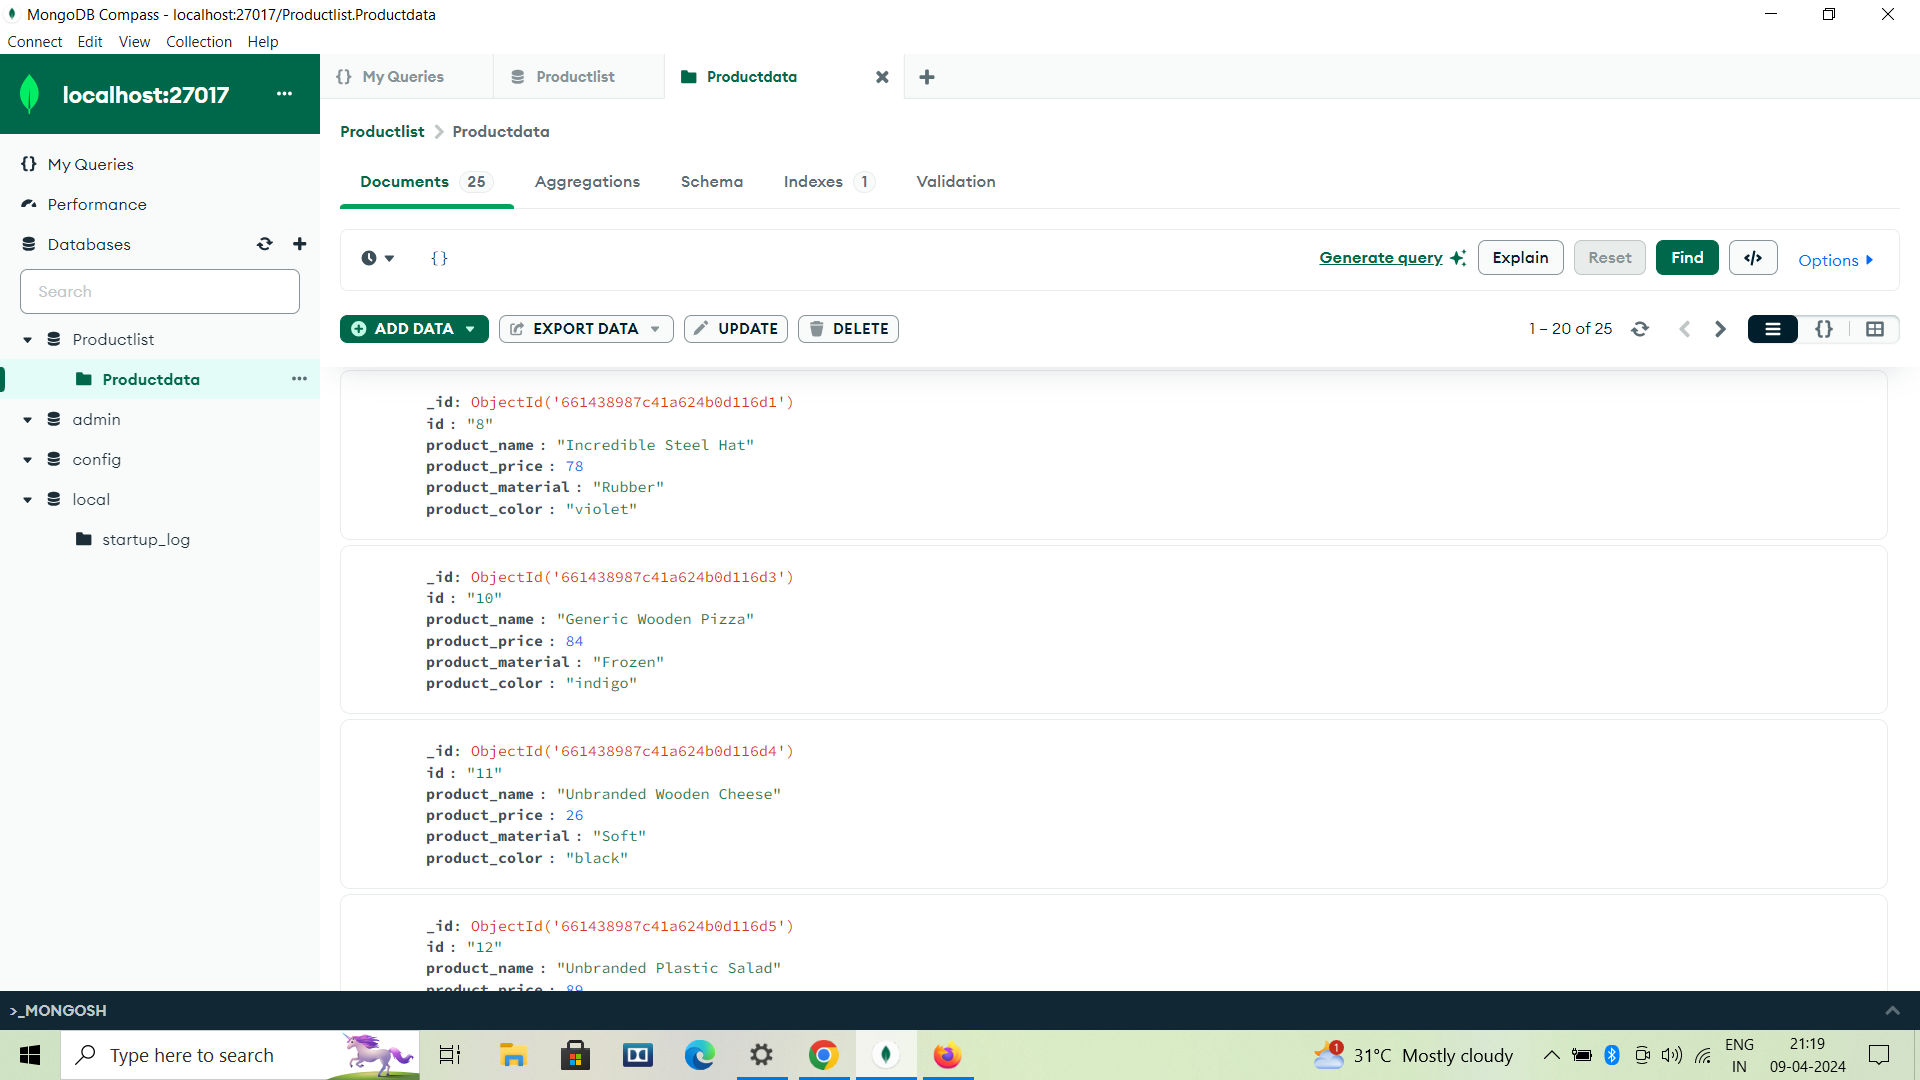 MongoDB Compass - localhost:27017/Productlist.Productdata
Connect Edit View Collection Help
localhost:27017 ...
{} My Queries
Performance
Databases
Search
Productlist
Productdata ...
admin
config
local
startup_log
{} My Queries Productlist Productdata
Productlist > Productdata
Documents 25 Aggregations Schema Indexes 1 Validation
{} Generate query Explain Reset Find </> Options
ADD DATA EXPORT DATA UPDATE DELETE 1 – 20 of 25 {}
_id: ObjectId('661438987c41a624b0d116d1')
id : "8"
product_name : "Incredible Steel Hat"
product_price : 78
product_material : "Rubber"
product_color : "violet"
_id: ObjectId('661438987c41a624b0d116d3')
id : "10"
product_name : "Generic Wooden Pizza"
product_price : 84
product_material : "Frozen"
product_color : "indigo"
_id: ObjectId('661438987c41a624b0d116d4')
id : "11"
product_name : "Unbranded Wooden Cheese"
product_price : 26
product_material : "Soft"
product_color : "black"
_id: ObjectId('661438987c41a624b0d116d5')
id : "12"
product_name : "Unbranded Plastic Salad"
product_price : 89
>_MONGOSH
Type here to search
1
31°C Mostly cloudy
ENG
IN
21:19
09-04-2024